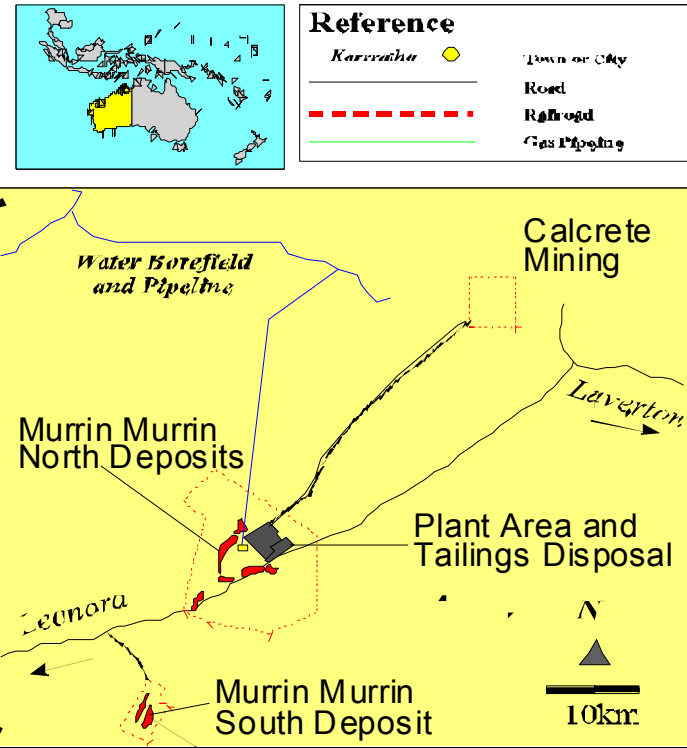 Reference
Karratha
Town or City
Road
Railroad
Gas Pipeline
Calcrete
Mining
Water Borefield
and Pipeline
Laverton
Murrin Murrin
North Deposits
Plant Area and
Tailings Disposal
Leonora
N
Murrin Murrin
South Deposit
10km